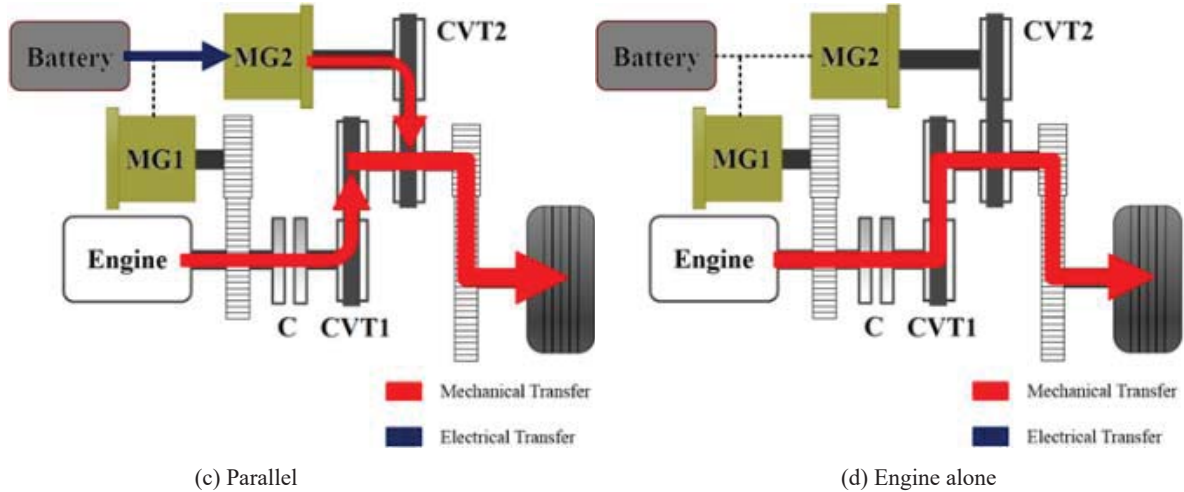 CVT2
Battery
MG2
MG1
Engine
C
CVT1
Mechanical Transfer
Electrical Transfer
(c) Parallel
CVT2
Battery
MG2
MG1
Engine
C
CVT1
Mechanical Transfer
Electrical Transfer
(d) Engine alone